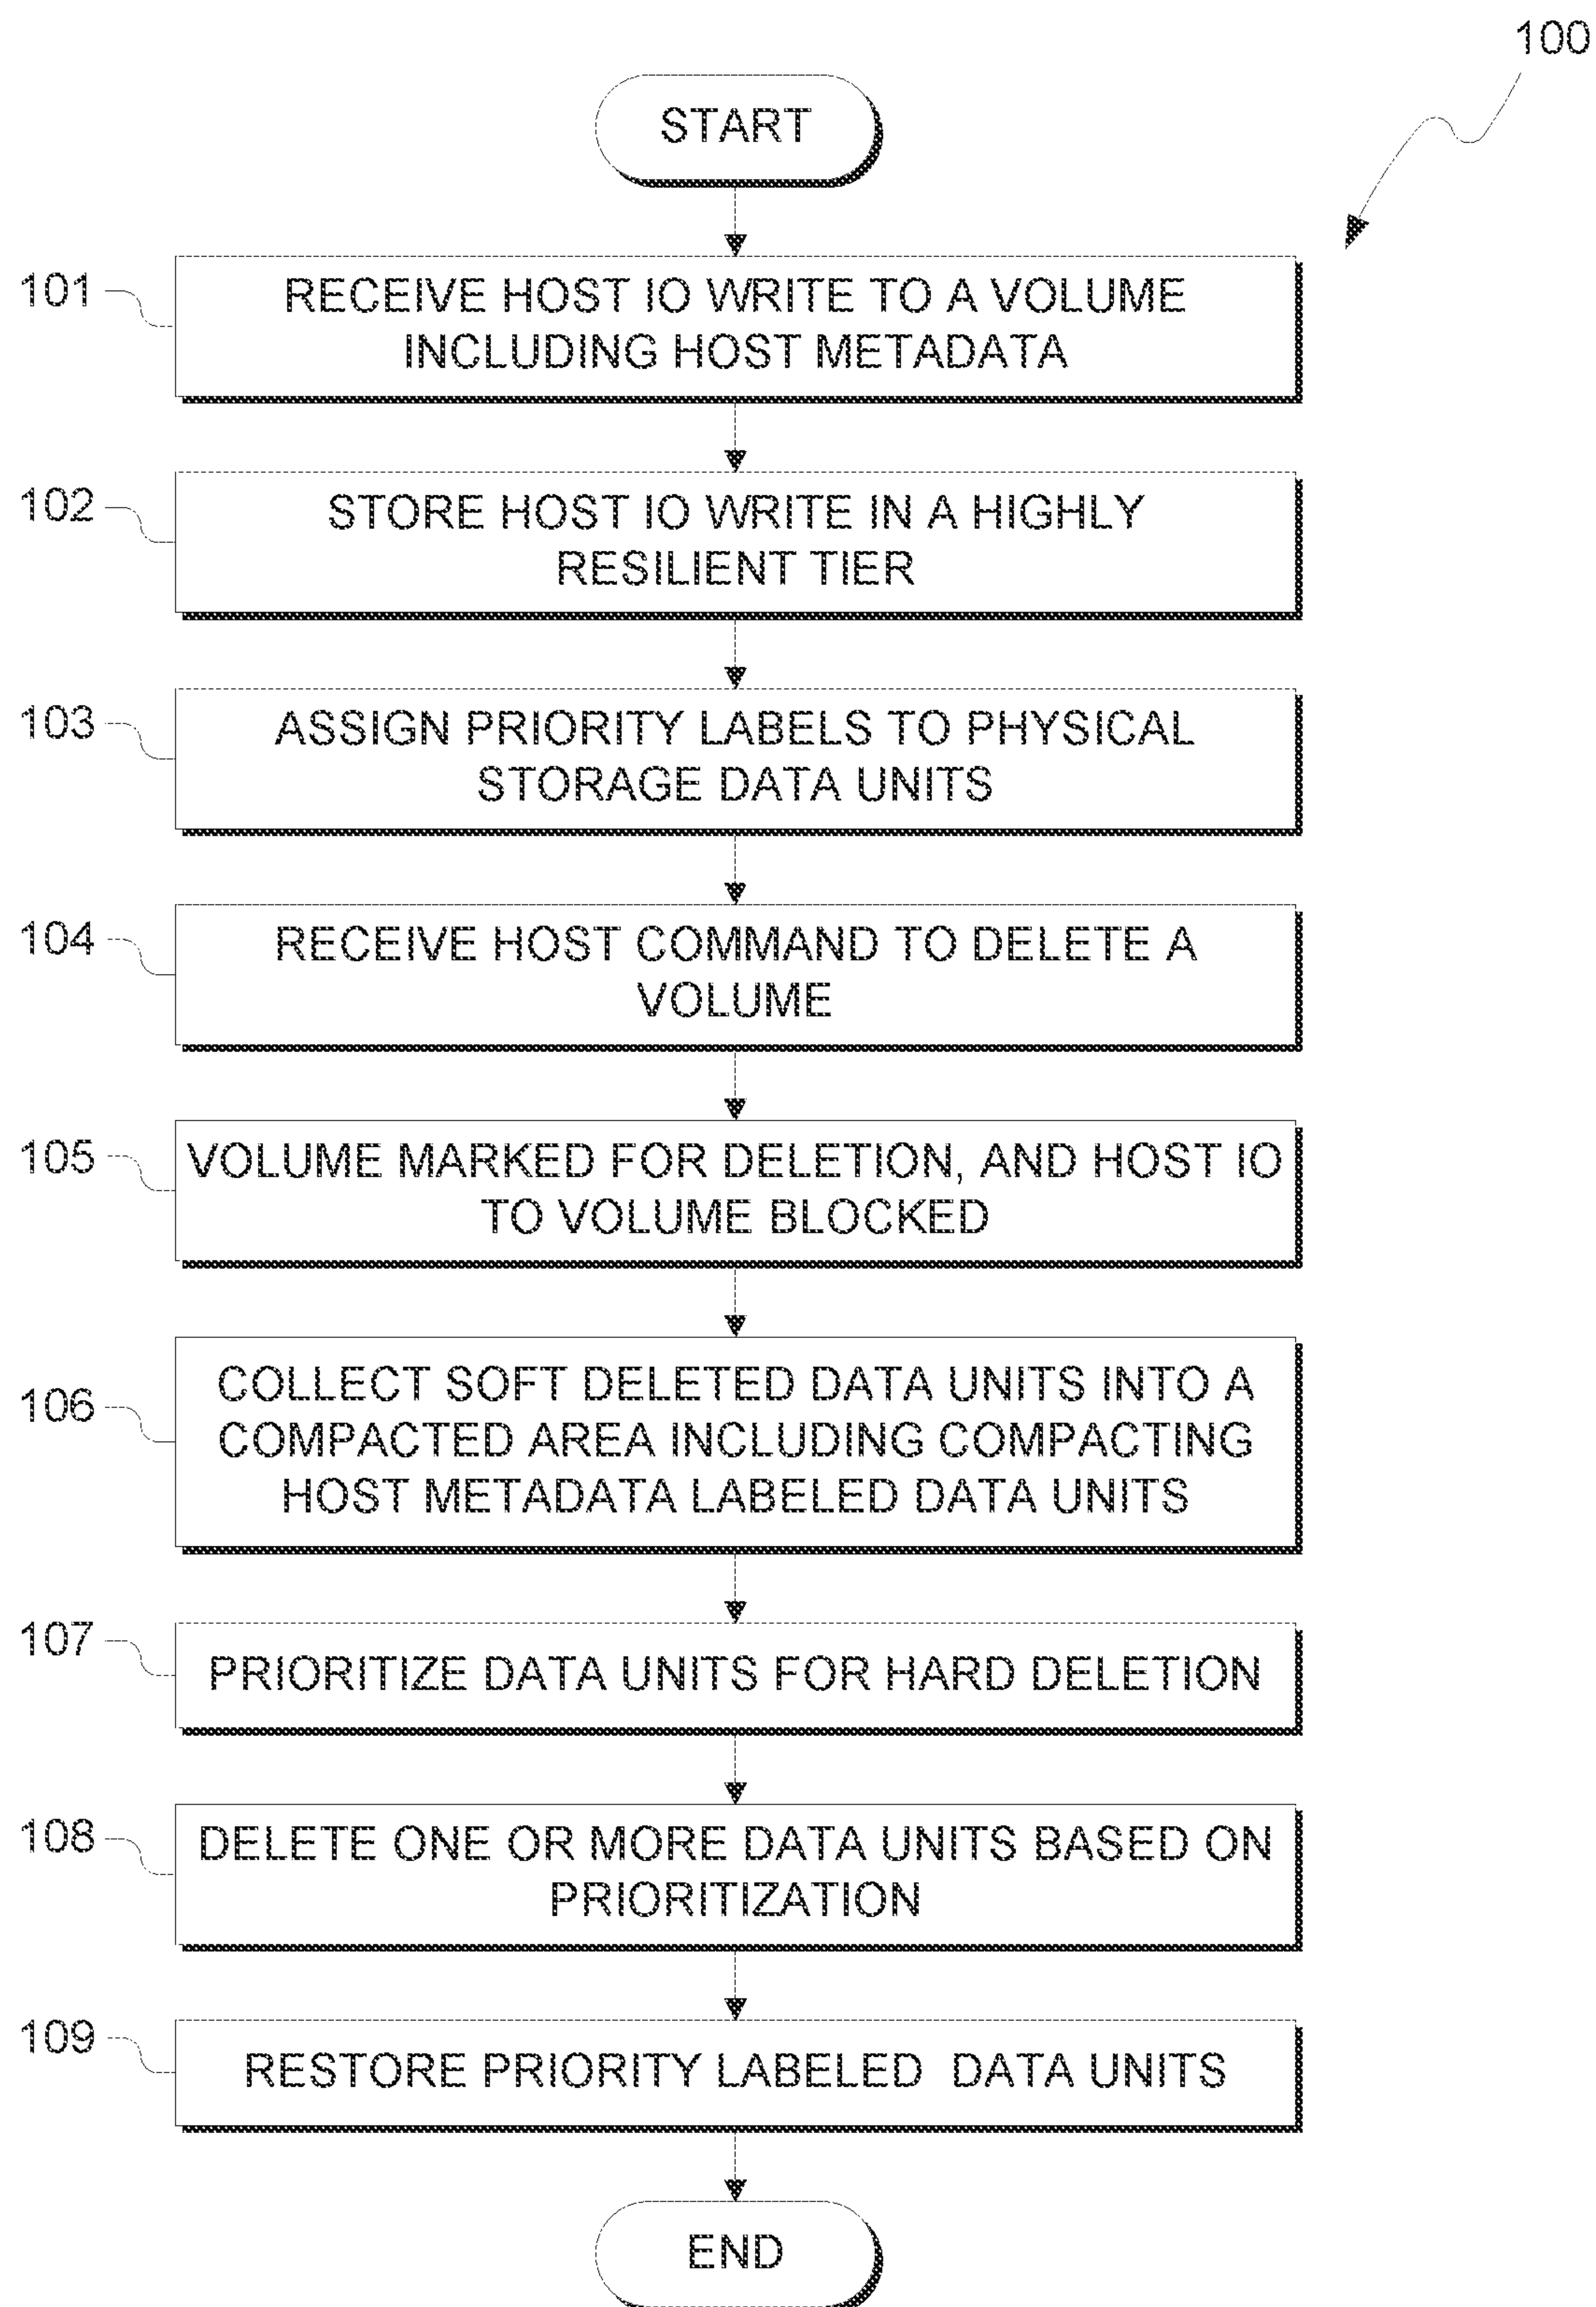 100
START
101
RECEIVE HOST IO WRITE TO A VOLUME
INCLUDING HOST METADATA
102
STORE HOST IO WRITE IN A HIGHLY
RESILIENT TIER
103
ASSIGN PRIORITY LABELS TO PHYSICAL
STORAGE DATA UNITS
104
RECEIVE HOST COMMAND TO DELETE A
VOLUME
105
VOLUME MARKED FOR DELETION, AND HOST IO
TO VOLUME BLOCKED
106
COLLECT SOFT DELETED DATA UNITS INTO A
COMPACTED AREA INCLUDING COMPACTING
HOST METADATA LABELED DATA UNITS
107
PRIORITIZE DATA UNITS FOR HARD DELETION
108
DELETE ONE OR MORE DATA UNITS BASED ON
PRIORITIZATION
109
RESTORE PRIORITY LABELED DATA UNITS
END